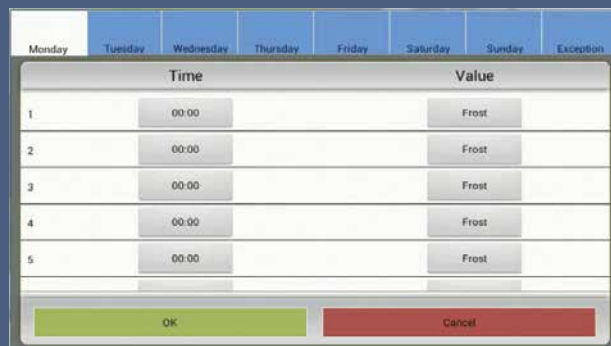 Monday Tuesday Wednesday Thursday Friday Saturday Sunday Exception
Time Value
1 00:00 Frost
2 00:00 Frost
3 00:00 Frost
4 00:00 Frost
5 00:00 Frost
OK Cancel